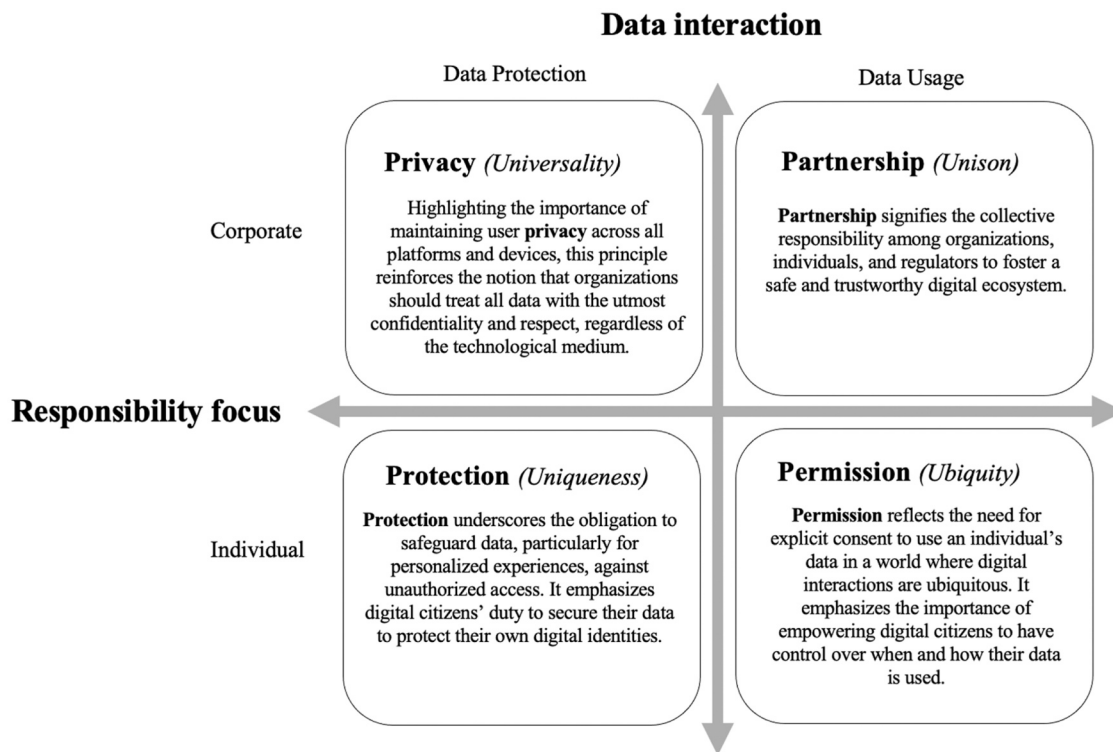 Data interaction
Data Protection
Data Usage
Corporate
Privacy (Universality)
Highlighting the importance of
maintaining user privacy across all
platforms and devices, this principle
reinforces the notion that organizations
should treat all data with the utmost
confidentiality and respect, regardless of
the technological medium.
Partnership (Unison)
Partnership signifies the collective
responsibility among organizations,
individuals, and regulators to foster a
safe and trustworthy digital ecosystem.
Responsibility focus
Individual
Protection (Uniqueness)
Protection underscores the obligation to
safeguard data, particularly for
personalized experiences, against
unauthorized access. It emphasizes
digital citizens’ duty to secure their data
to protect their own digital identities.
Permission (Ubiquity)
Permission reflects the need for
explicit consent to use an individual’s
data in a world where digital
interactions are ubiquitous. It
emphasizes the importance of
empowering digital citizens to have
control over when and how their data
is used.